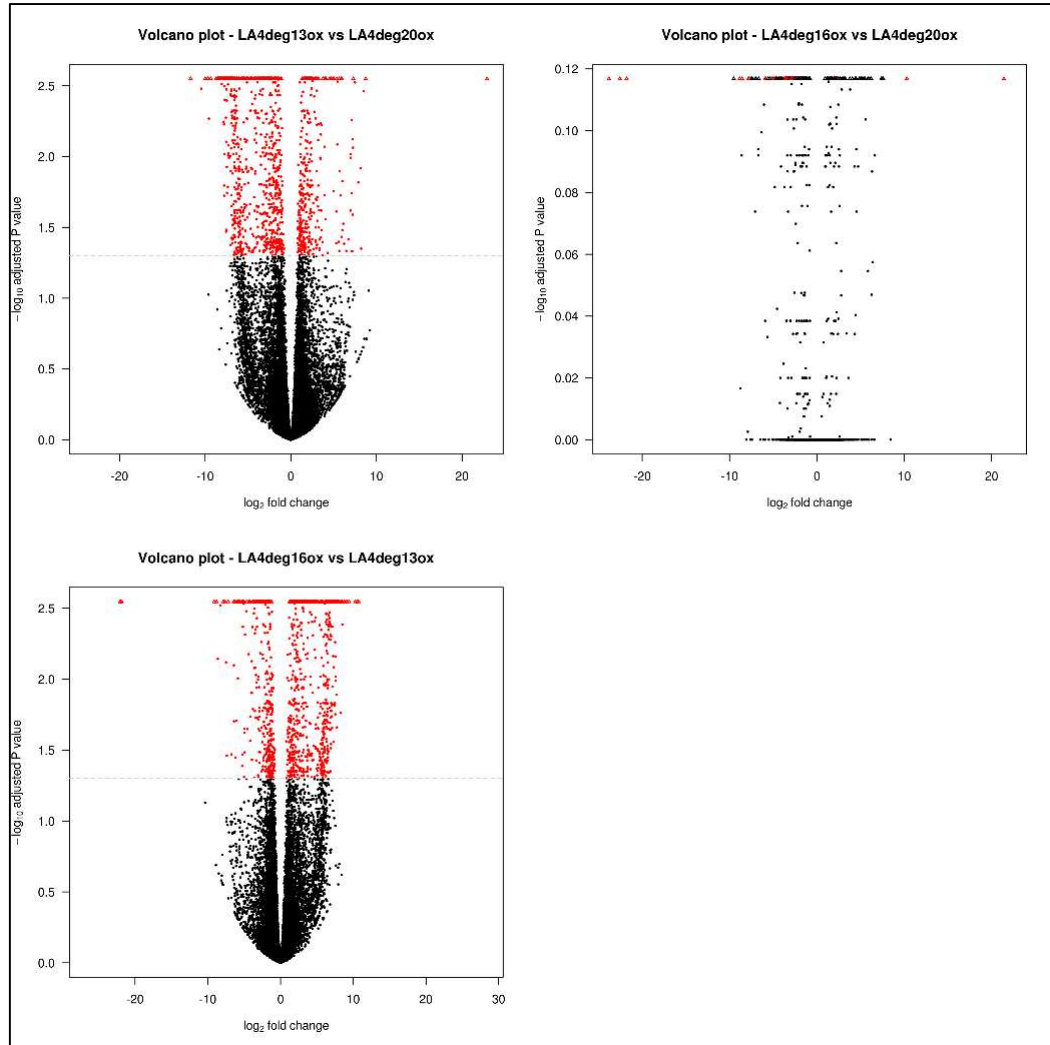 Volcano plot - LA4deg13ox vs LA4deg20ox
− log₁₀ adjusted P value
2.5
2.0
1.5
1.0
0.5
0.0
-20 -10 0 10 20
log₂ fold change
Volcano plot - LA4deg16ox vs LA4deg20ox
− log₁₀ adjusted P value
0.12
0.10
0.08
0.06
0.04
0.02
0.00
-20 -10 0 10 20
log₂ fold change
Volcano plot - LA4deg16ox vs LA4deg13ox
− log₁₀ adjusted P value
2.5
2.0
1.5
1.0
0.5
0.0
-20 -10 0 10 20 30
log₂ fold change